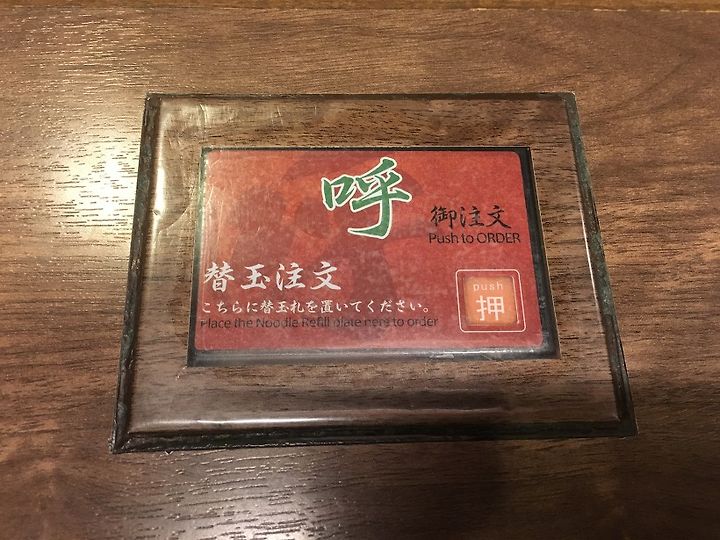 呼
御注文
Push to ORDER
替玉注文
こちらに替玉札を置いてください。
Place the Noodle Refill plate here to order
push
押